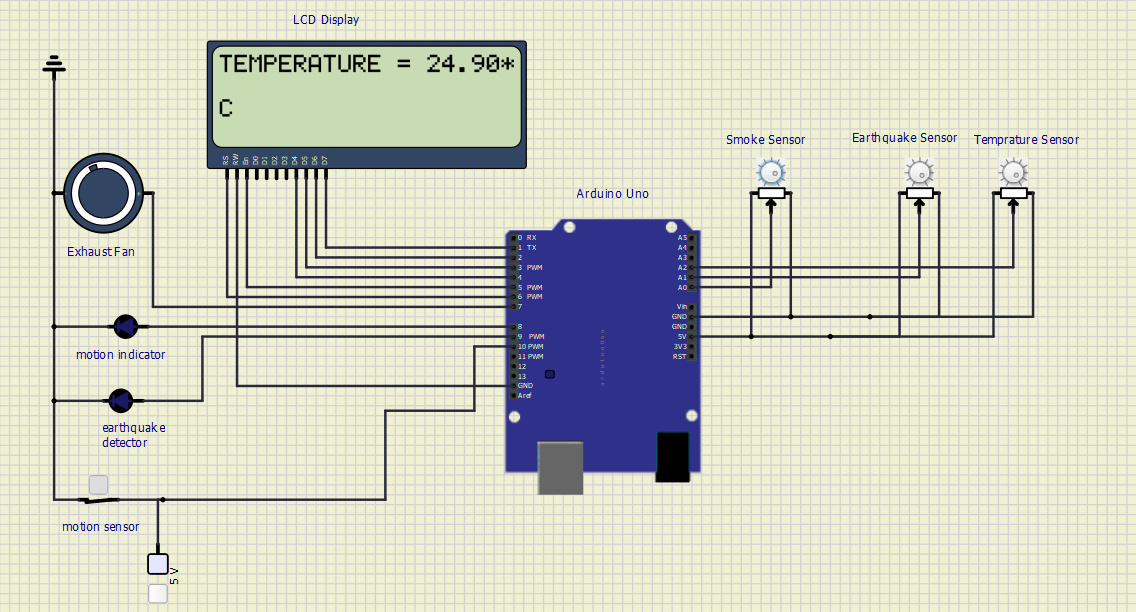 LCD Display
TEMPERATURE = 24.90*
C
RS RW En D0 D1 D2 D3 D4 D5 D6 D7
Smoke Sensor
Earthquake Sensor
Temprature Sensor
Exhaust Fan
motion indicator
earthquake
detector
motion sensor
5 V
Arduino Uno
0 RX
1 TX
2
3 PWM
4
5 PWM
6 PWM
7
8
9 PWM
10 PWM
11 PWM
12
13
GND
Aref
A5
A4
A3
A2
A1
A0
Vin
GND
GND
5V
3V3
RST
arduinoUno